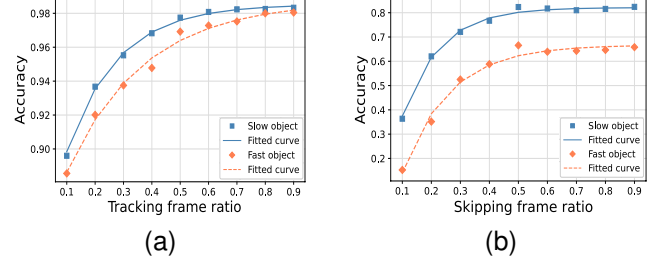 0.98
0.96
0.94
0.92
0.90
Accuracy
Slow object
Fitted curve
Fast object
Fitted curve
0.1 0.2 0.3 0.4 0.5 0.6 0.7 0.8 0.9
Tracking frame ratio
(a)
0.8
0.7
0.6
0.5
0.4
0.3
0.2
Accuracy
Slow object
Fitted curve
Fast object
Fitted curve
0.1 0.2 0.3 0.4 0.5 0.6 0.7 0.8 0.9
Skipping frame ratio
(b)